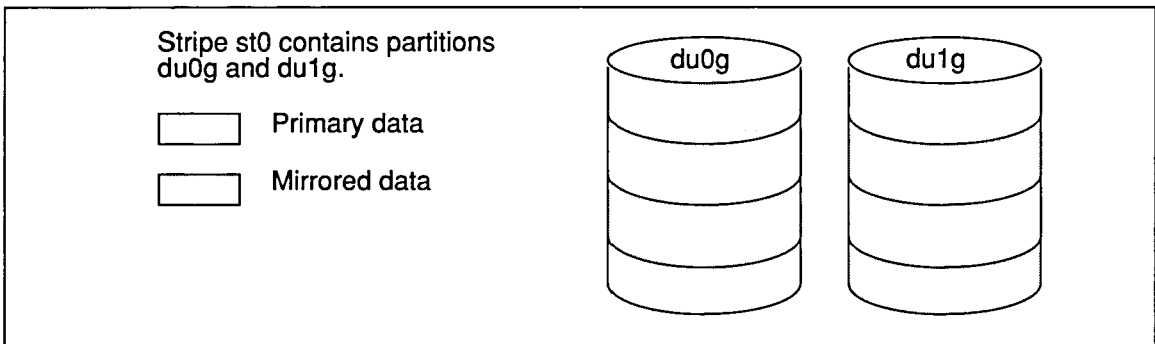 Stripe st0 contains partitions
du0g and du1g.
Primary data
Mirrored data
du0g
du1g